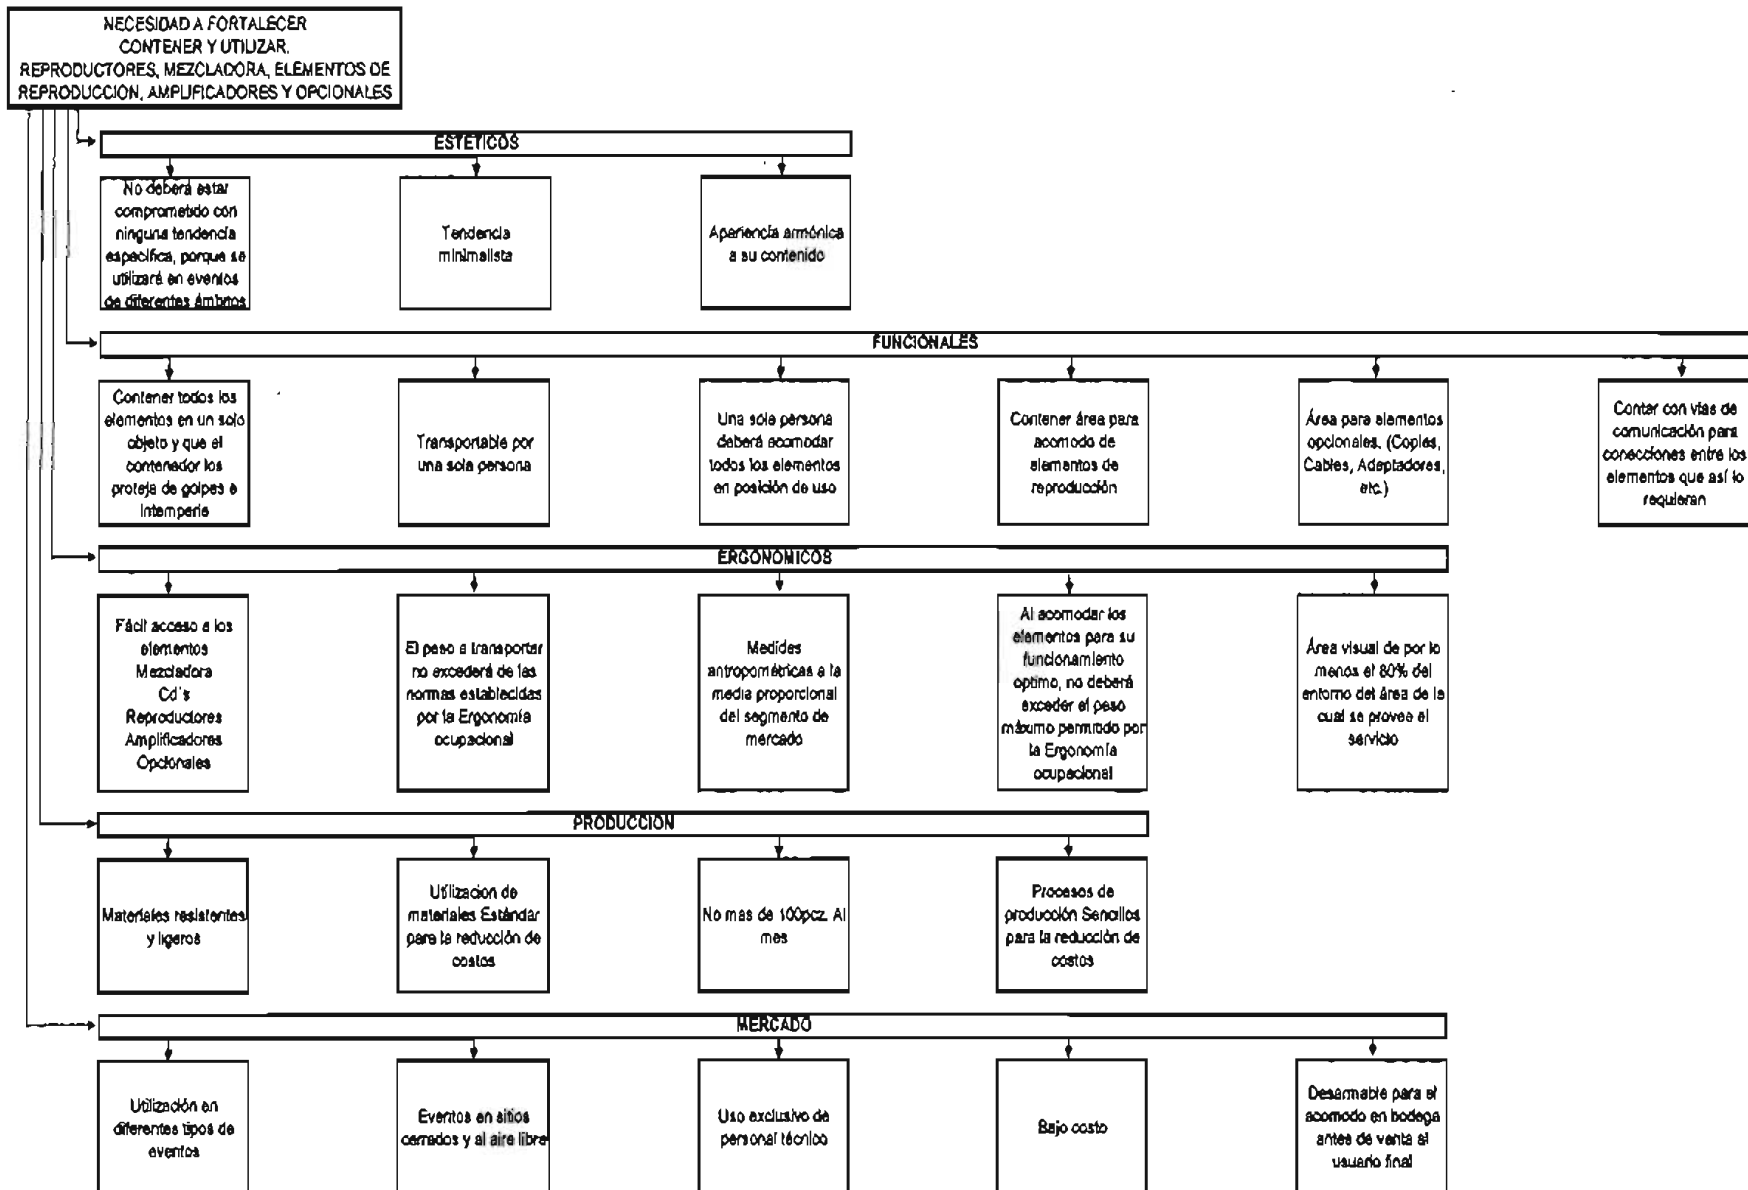 NECESIDAD A FORTALECER
CONTENER Y UTILIZAR,
REPRODUCTORES, MEZCLADORA, ELEMENTOS DE
REPRODUCCION, AMPLIFICADORES Y OPCIONALES
ESTETICOS
No deberá estar
comprometido con
ninguna tendencia
especifica, porque se
utilizará en eventos
de diferentes ámbitos
Tendencia
minimalista
Apariencia armónica
a su contenido
FUNCIONALES
Contener todos los
elementos en un solo
objeto y que el
contenedor los
proteja de golpes e
Intemperie
Transportable por
una sola persona
Una sola persona
deberá acomodar
todos los elementos
en posición de uso
Contener área para
acomodo de
elementos de
reproducción
Área para elementos
opcionales. (Coples,
Cables, Adaptadores,
etc.)
Contar con vías de
comunicación para
conecciones entre los
elementos que así lo
requieran
ERGONOMICOS
Fácil acceso a los
elementos
Mezcladora
Cd's
Reproductores
Amplificadores
Opcionales
El peso a transportar
no excederá de las
normas establecidas
por la Ergonomía
ocupacional
Medidas
antropométricas a la
media proporcional
del segmento de
mercado
Al acomodar los
elementos para su
funcionamiento
optimo, no deberá
exceder el peso
máximo permitido por
la Ergonomía
ocupacional
Área visual de por lo
menos el 80% del
entorno del área de la
cual se provee el
servicio
PRODUCCION
Materiales resistentes
y ligeros
Utilizacion de
materiales Estándar
para la reducción de
costos
No mas de 100pcz. Al
mes
Procesos de
producción Sencillos
para la reducción de
costos
MERCADO
Utilización en
diferentes tipos de
eventos
Eventos en sitios
cerrados y al aire libre
Uso exclusivo de
personal técnico
Bajo costo
Desarmable para el
acomodo en bodega
antes de venta al
usuario final